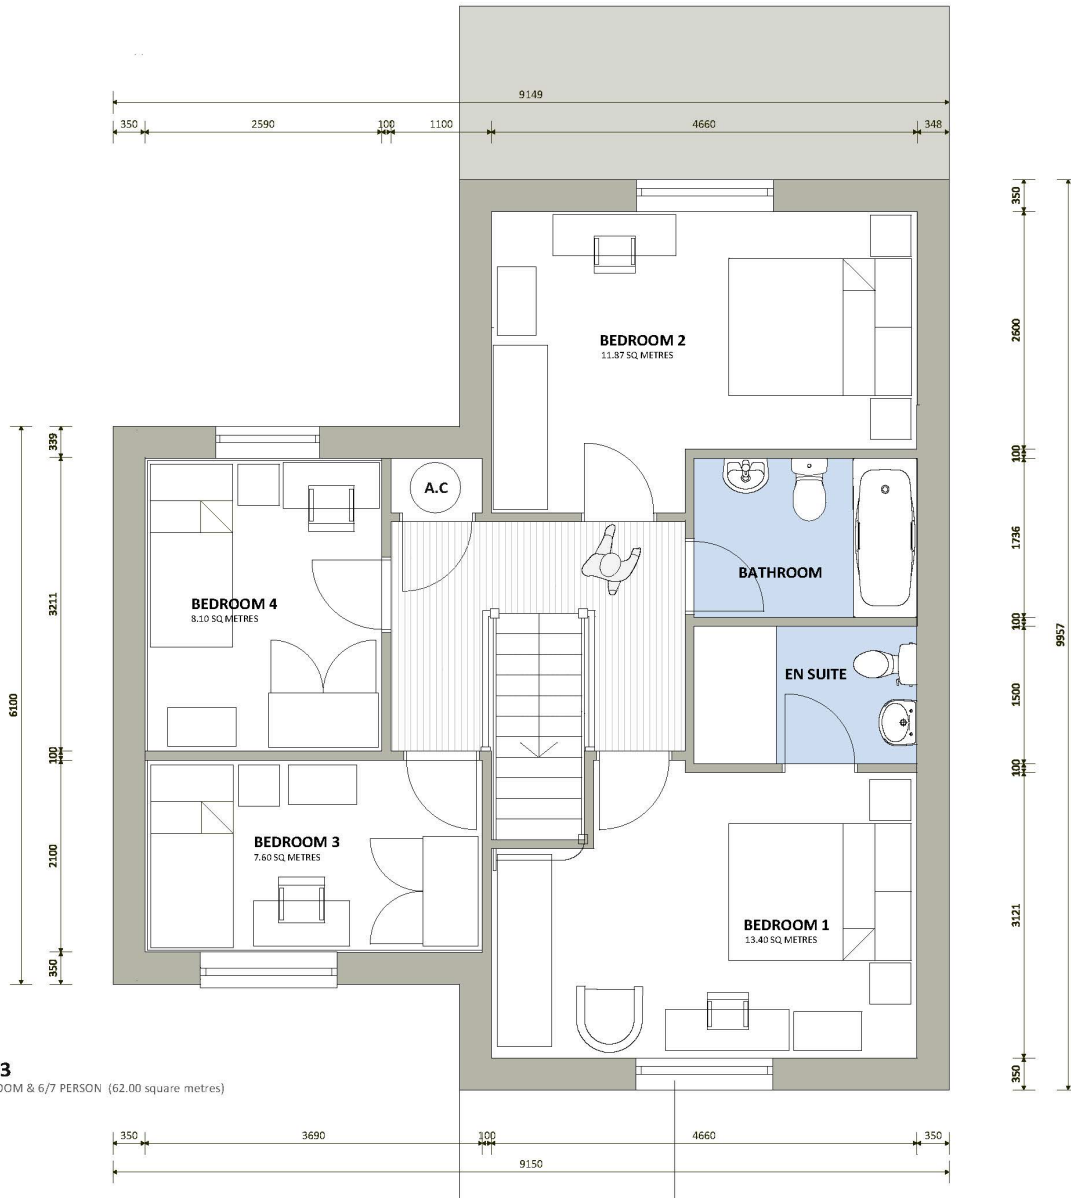 9149
350 2590 100 1100 4660 348
350
2600
100
1736
100
1500
100
3121
350
9957
339
3211
100
2100
350
6100
BEDROOM 2
11.87 SQ METRES
A.C
BATHROOM
BEDROOM 4
8.10 SQ METRES
EN SUITE
BEDROOM 3
7.60 SQ METRES
BEDROOM 1
13.40 SQ METRES
3
OOM & 6/7 PERSON (62.00 square metres)
350 3690 100 4660 350
9150